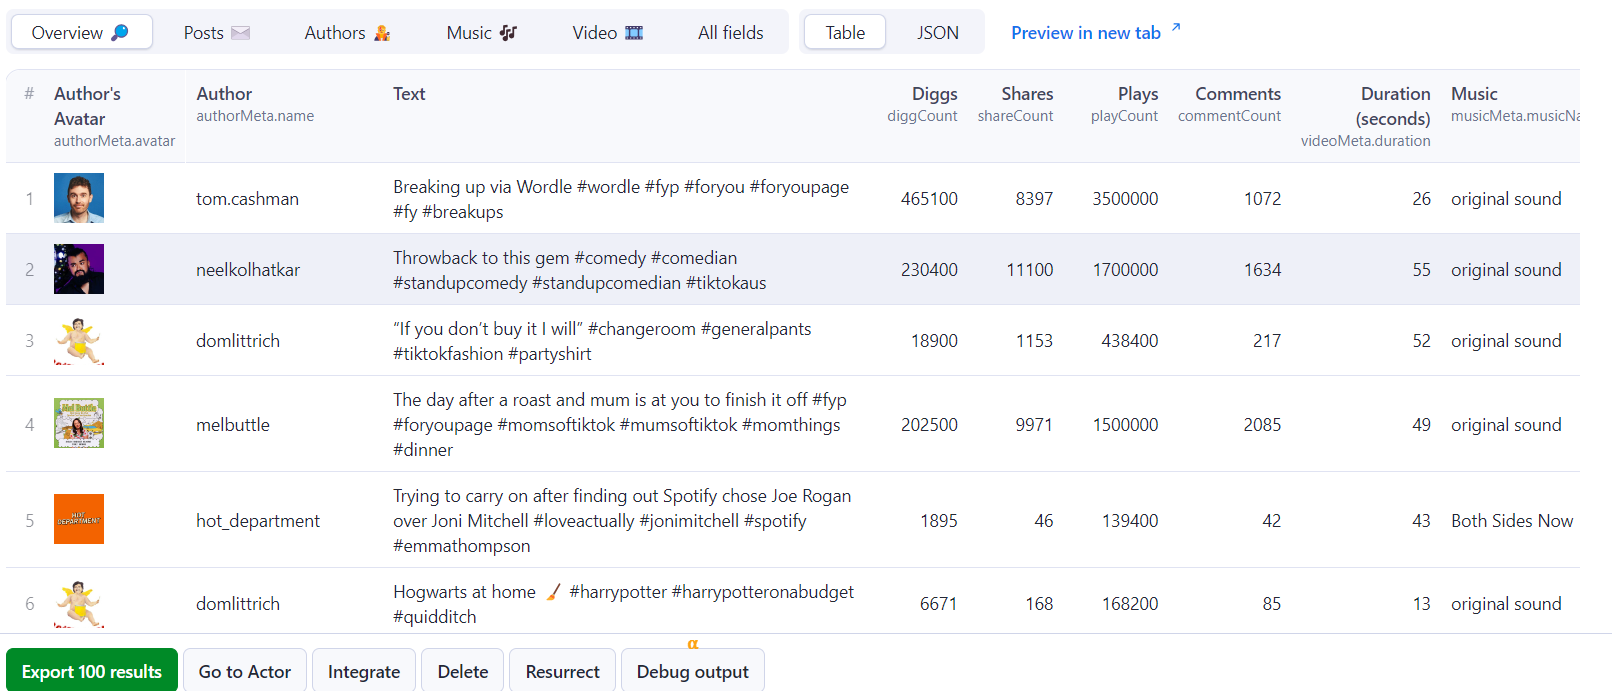 Overview
Posts
Authors
Music
Video
All fields
Table
JSON
Preview in new tab
# Author's Avatar authorMeta.avatar Author authorMeta.name Text Diggs diggCount Shares shareCount Plays playCount Comments commentCount Duration (seconds) videoMeta.duration Music musicMeta.musicNa
1 tom.cashman Breaking up via Wordle #wordle #fyp #foryou #foryoupage
#fy #breakups 465100 8397 3500000 1072 26 original sound
2 neelkolhatkar Throwback to this gem #comedy #comedian
#standupcomedy #standupcomedian #tiktokaus 230400 11100 1700000 1634 55 original sound
3 domlittrich “If you don’t buy it I will” #changeroom #generalpants
#tiktokfashion #partyshirt 18900 1153 438400 217 52 original sound
4 melbuttle The day after a roast and mum is at you to finish it off #fyp
#foryoupage #momsoftiktok #mumsoftiktok #momthings
#dinner 202500 9971 1500000 2085 49 original sound
HOT
DEPARTMENT
5 hot_department Trying to carry on after finding out Spotify chose Joe Rogan
over Joni Mitchell #loveactually #jonimitchell #spotify
#emmathompson 1895 46 139400 42 43 Both Sides Now
6 domlittrich Hogwarts at home #harrypotter #harrypotteronabudget
#quidditch 6671 168 168200 85 13 original sound
α
Export 100 results
Go to Actor
Integrate
Delete
Resurrect
Debug output